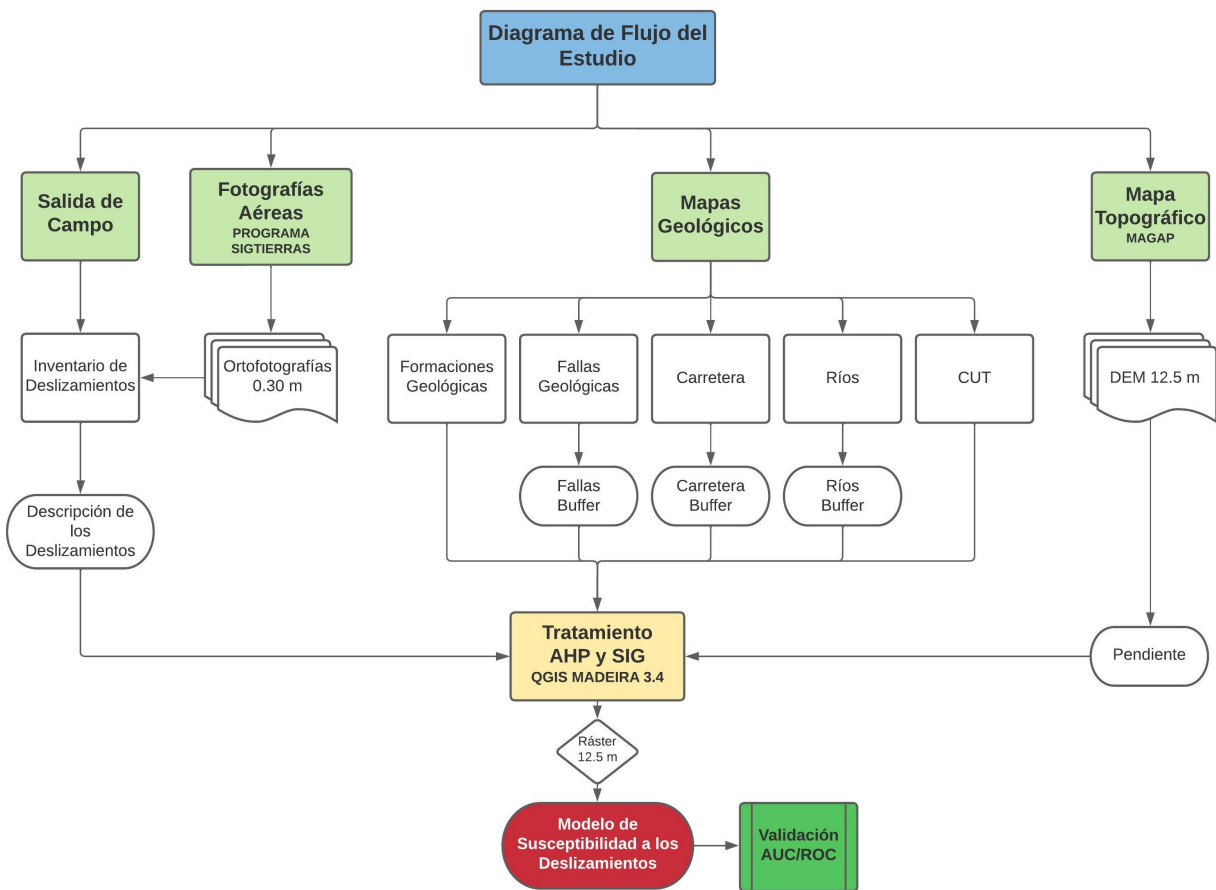 Diagrama de Flujo del
Estudio
Salida de
Campo
Fotografías
Aéreas
PROGRAMA
SIGTIERRAS
Mapas
Geológicos
Mapa
Topográfico
MAGAP
Inventario de
Deslizamientos
Ortofotografías
0.30 m
Formaciones
Geológicas
Fallas
Geológicas
Carretera
Ríos
CUT
DEM 12.5 m
Descripción de
los
Deslizamientos
Fallas
Buffer
Carretera
Buffer
Ríos
Buffer
Tratamiento
AHP y SIG
QGIS MADEIRA 3.4
Pendiente
Ráster
12.5 m
Modelo de
Susceptibilidad a los
Deslizamientos
Validación
AUC/ROC